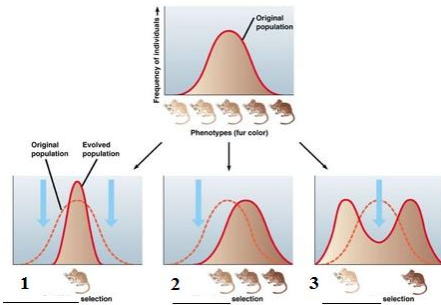 Original
population
Frequency of individuals
Phenotypes (fur color)
Original
population
Evolved
population
1
2
3
selection
selection
selection